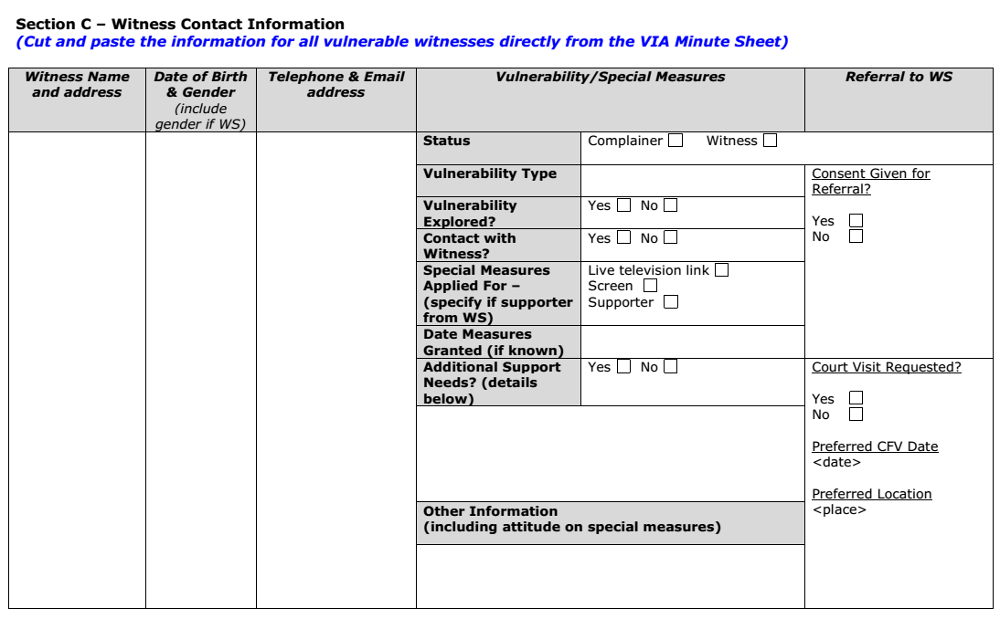 Section C – Witness Contact Information
(Cut and paste the information for all vulnerable witnesses directly from the VIA Minute Sheet)
Witness Name
and address
Date of Birth
& Gender
(include
gender if WS)
Telephone & Email
address
Vulnerability/Special Measures
Referral to WS
Status
Complainer ☐ Witness ☐
Vulnerability Type
Vulnerability
Explored?
Yes ☐ No ☐
Contact with
Witness?
Yes ☐ No ☐
Special Measures
Applied For –
(specify if supporter
from WS)
Live television link ☐
Screen ☐
Supporter ☐
Date Measures
Granted (if known)
Additional Support
Needs? (details
below)
Yes ☐ No ☐
Other Information
(including attitude on special measures)
Consent Given for
Referral?
Yes ☐
No ☐
Court Visit Requested?
Yes ☐
No ☐
Preferred CFV Date
<date>
Preferred Location
<place>